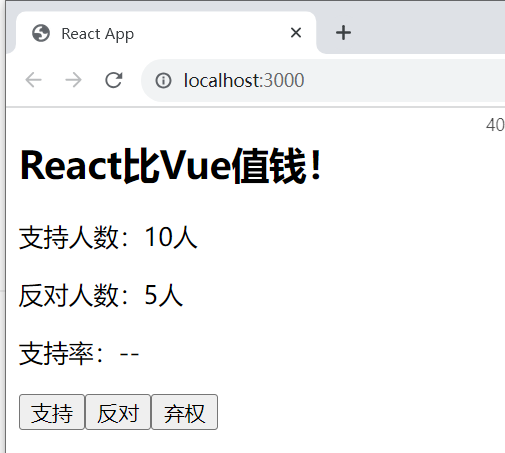 React App
localhost:3000
40
React比Vue值钱！
支持人数：10人
反对人数：5人
支持率：--
支持 反对 弃权